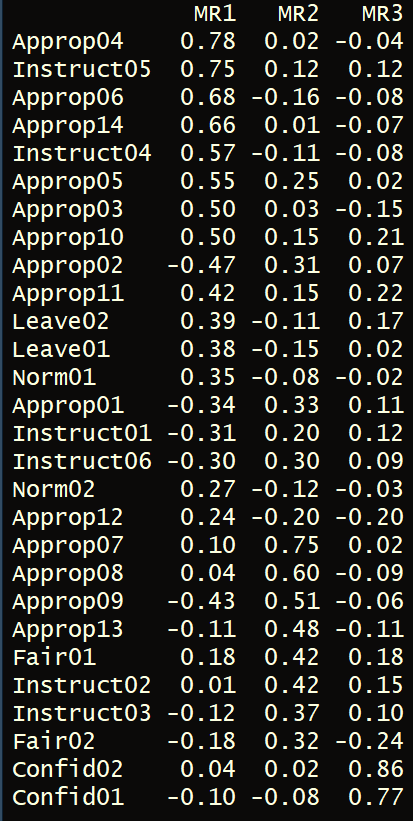 MR1 MR2 MR3
Approp04 0.78 0.02 -0.04
Instruct05 0.75 0.12 0.12
Approp06 0.68 -0.16 -0.08
Approp14 0.66 0.01 -0.07
Instruct04 0.57 -0.11 -0.08
Approp05 0.55 0.25 0.02
Approp03 0.50 0.03 -0.15
Approp10 0.50 0.15 0.21
Approp02 -0.47 0.31 0.07
Approp11 0.42 0.15 0.22
Leave02 0.39 -0.11 0.17
Leave01 0.38 -0.15 0.02
Norm01 0.35 -0.08 -0.02
Approp01 -0.34 0.33 0.11
Instruct01 -0.31 0.20 0.12
Instruct06 -0.30 0.30 0.09
Norm02 0.27 -0.12 -0.03
Approp12 0.24 -0.20 -0.20
Approp07 0.10 0.75 0.02
Approp08 0.04 0.60 -0.09
Approp09 -0.43 0.51 -0.06
Approp13 -0.11 0.48 -0.11
Fair01 0.18 0.42 0.18
Instruct02 0.01 0.42 0.15
Instruct03 -0.12 0.37 0.10
Fair02 -0.18 0.32 -0.24
Confid02 0.04 0.02 0.86
Confid01 -0.10 -0.08 0.77